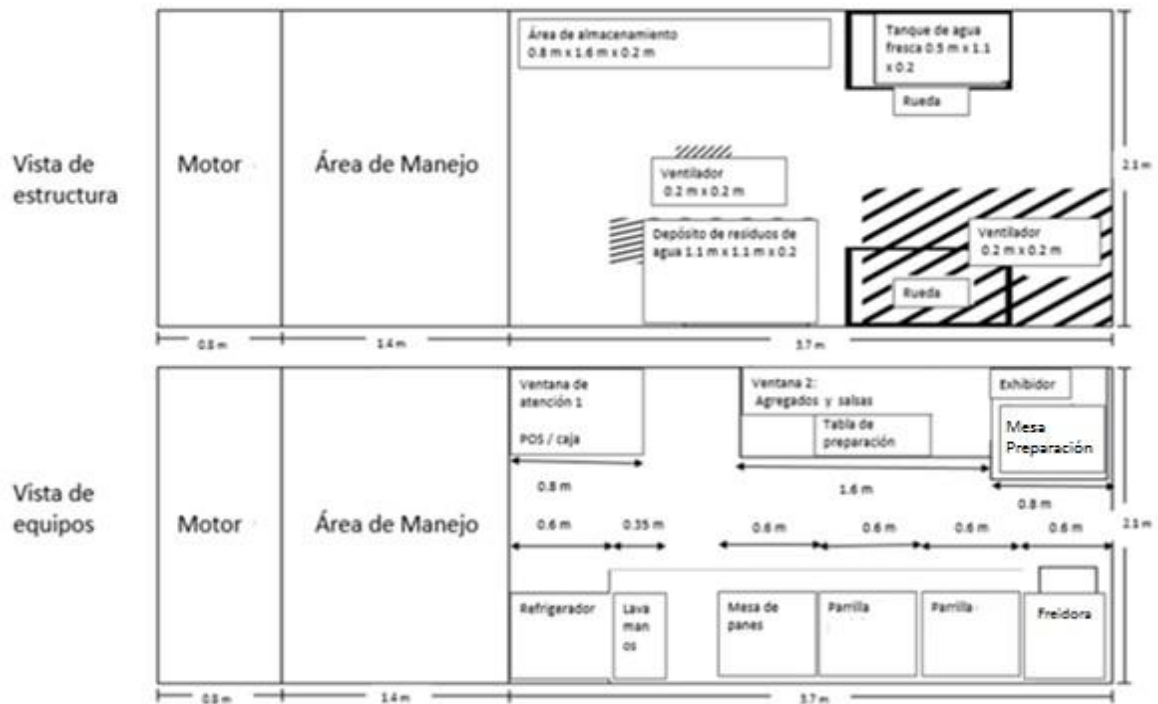 Vista de
estructura
Motor
Área de Manejo
Área de almacenamiento
0.8 m x 1.6 m x 0.2 m
Tanque de agua
fresca 0.5 m x 1.1
x 0.2
Rueda
Ventilador
0.2 m x 0.2 m
Depósito de residuos de
agua 1.1 m x 1.1 m x 0.2
Ventilador
0.2 m x 0.2 m
Rueda
2.1 m
0.8 m
1.4 m
3.7 m
Vista de
equipos
Motor
Área de Manejo
Ventana de
atención 1
POS / caja
0.8 m
Ventana 2:
Agregados y salsas
Tabla de
preparación
1.6 m
Exhibidor
Mesa
Preparación
0.8 m
2.1 m
0.6 m
0.35 m
0.6 m
0.6 m
0.6 m
0.6 m
Refrigerador
Lava
man
os
Mesa de
panes
Parrilla
Parrilla
Freidora
0.8 m
1.4 m
3.7 m